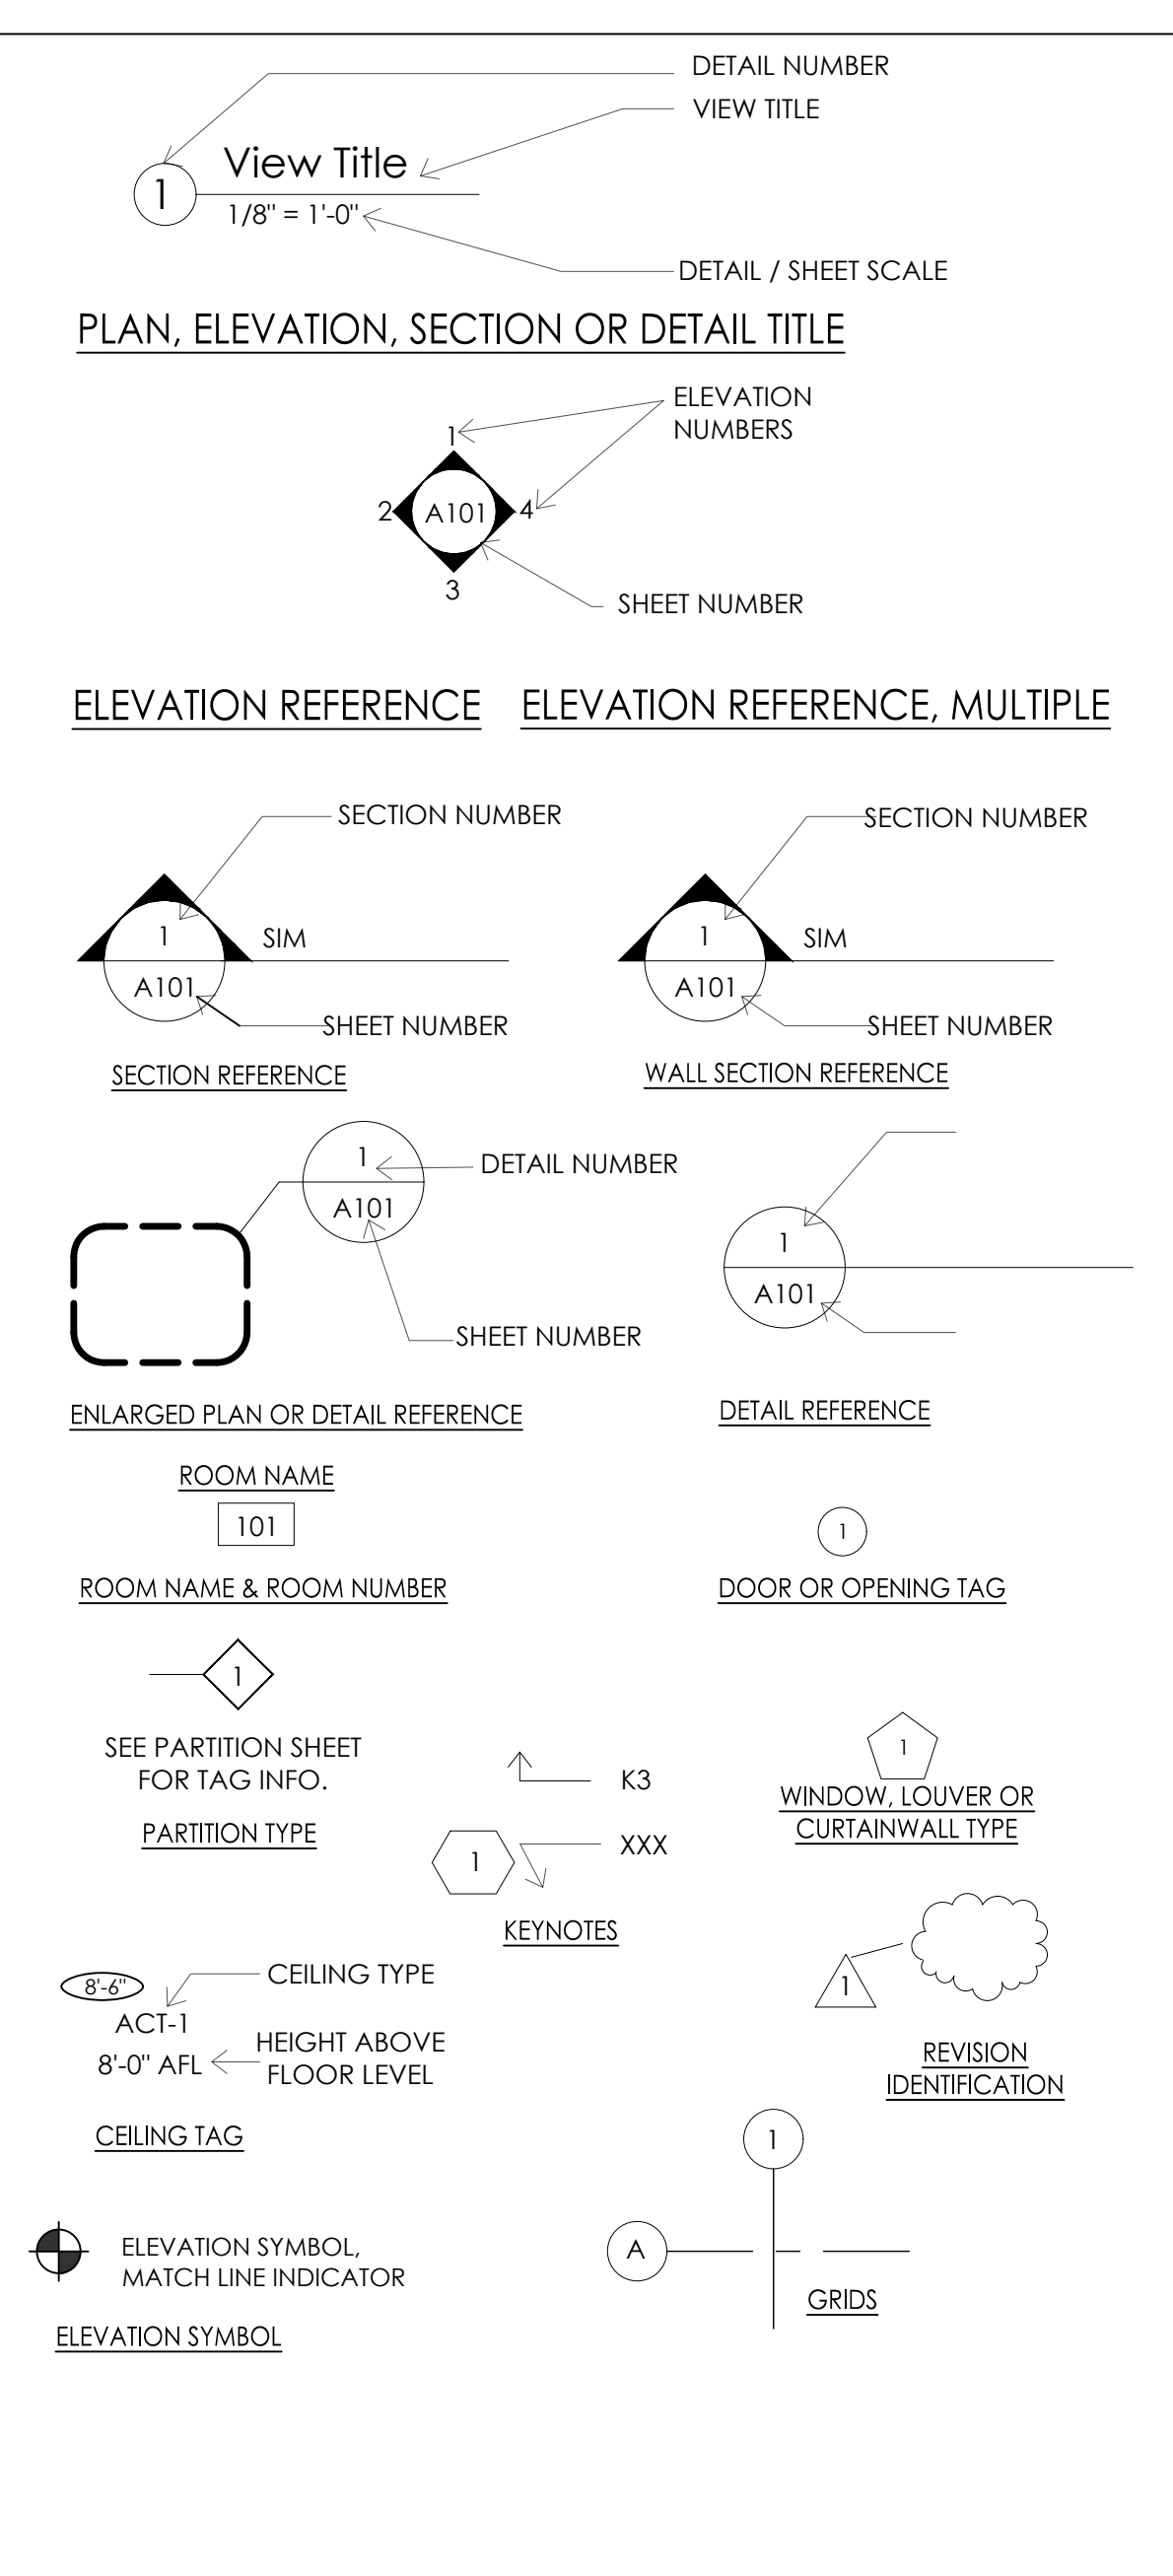 DETAIL NUMBER
VIEW TITLE
View Title
1
1/8" = 1'-0"
DETAIL / SHEET SCALE
PLAN, ELEVATION, SECTION OR DETAIL TITLE
ELEVATION
NUMBERS
1
2 A101 4
3
SHEET NUMBER
ELEVATION REFERENCE
ELEVATION REFERENCE, MULTIPLE
SECTION NUMBER
1
SIM
A101
SHEET NUMBER
SECTION REFERENCE
SECTION NUMBER
1
SIM
A101
SHEET NUMBER
WALL SECTION REFERENCE
1
DETAIL NUMBER
A101
SHEET NUMBER
ENLARGED PLAN OR DETAIL REFERENCE
1
A101
DETAIL REFERENCE
ROOM NAME
101
ROOM NAME & ROOM NUMBER
1
DOOR OR OPENING TAG
1
SEE PARTITION SHEET
FOR TAG INFO.
PARTITION TYPE
K3
XXX
1
KEYNOTES
1
WINDOW, LOUVER OR
CURTAINWALL TYPE
8'-6"
CEILING TYPE
ACT-1
8'-0" AFL
HEIGHT ABOVE
FLOOR LEVEL
CEILING TAG
1
REVISION
IDENTIFICATION
1
A
GRIDS
ELEVATION SYMBOL,
MATCH LINE INDICATOR
ELEVATION SYMBOL